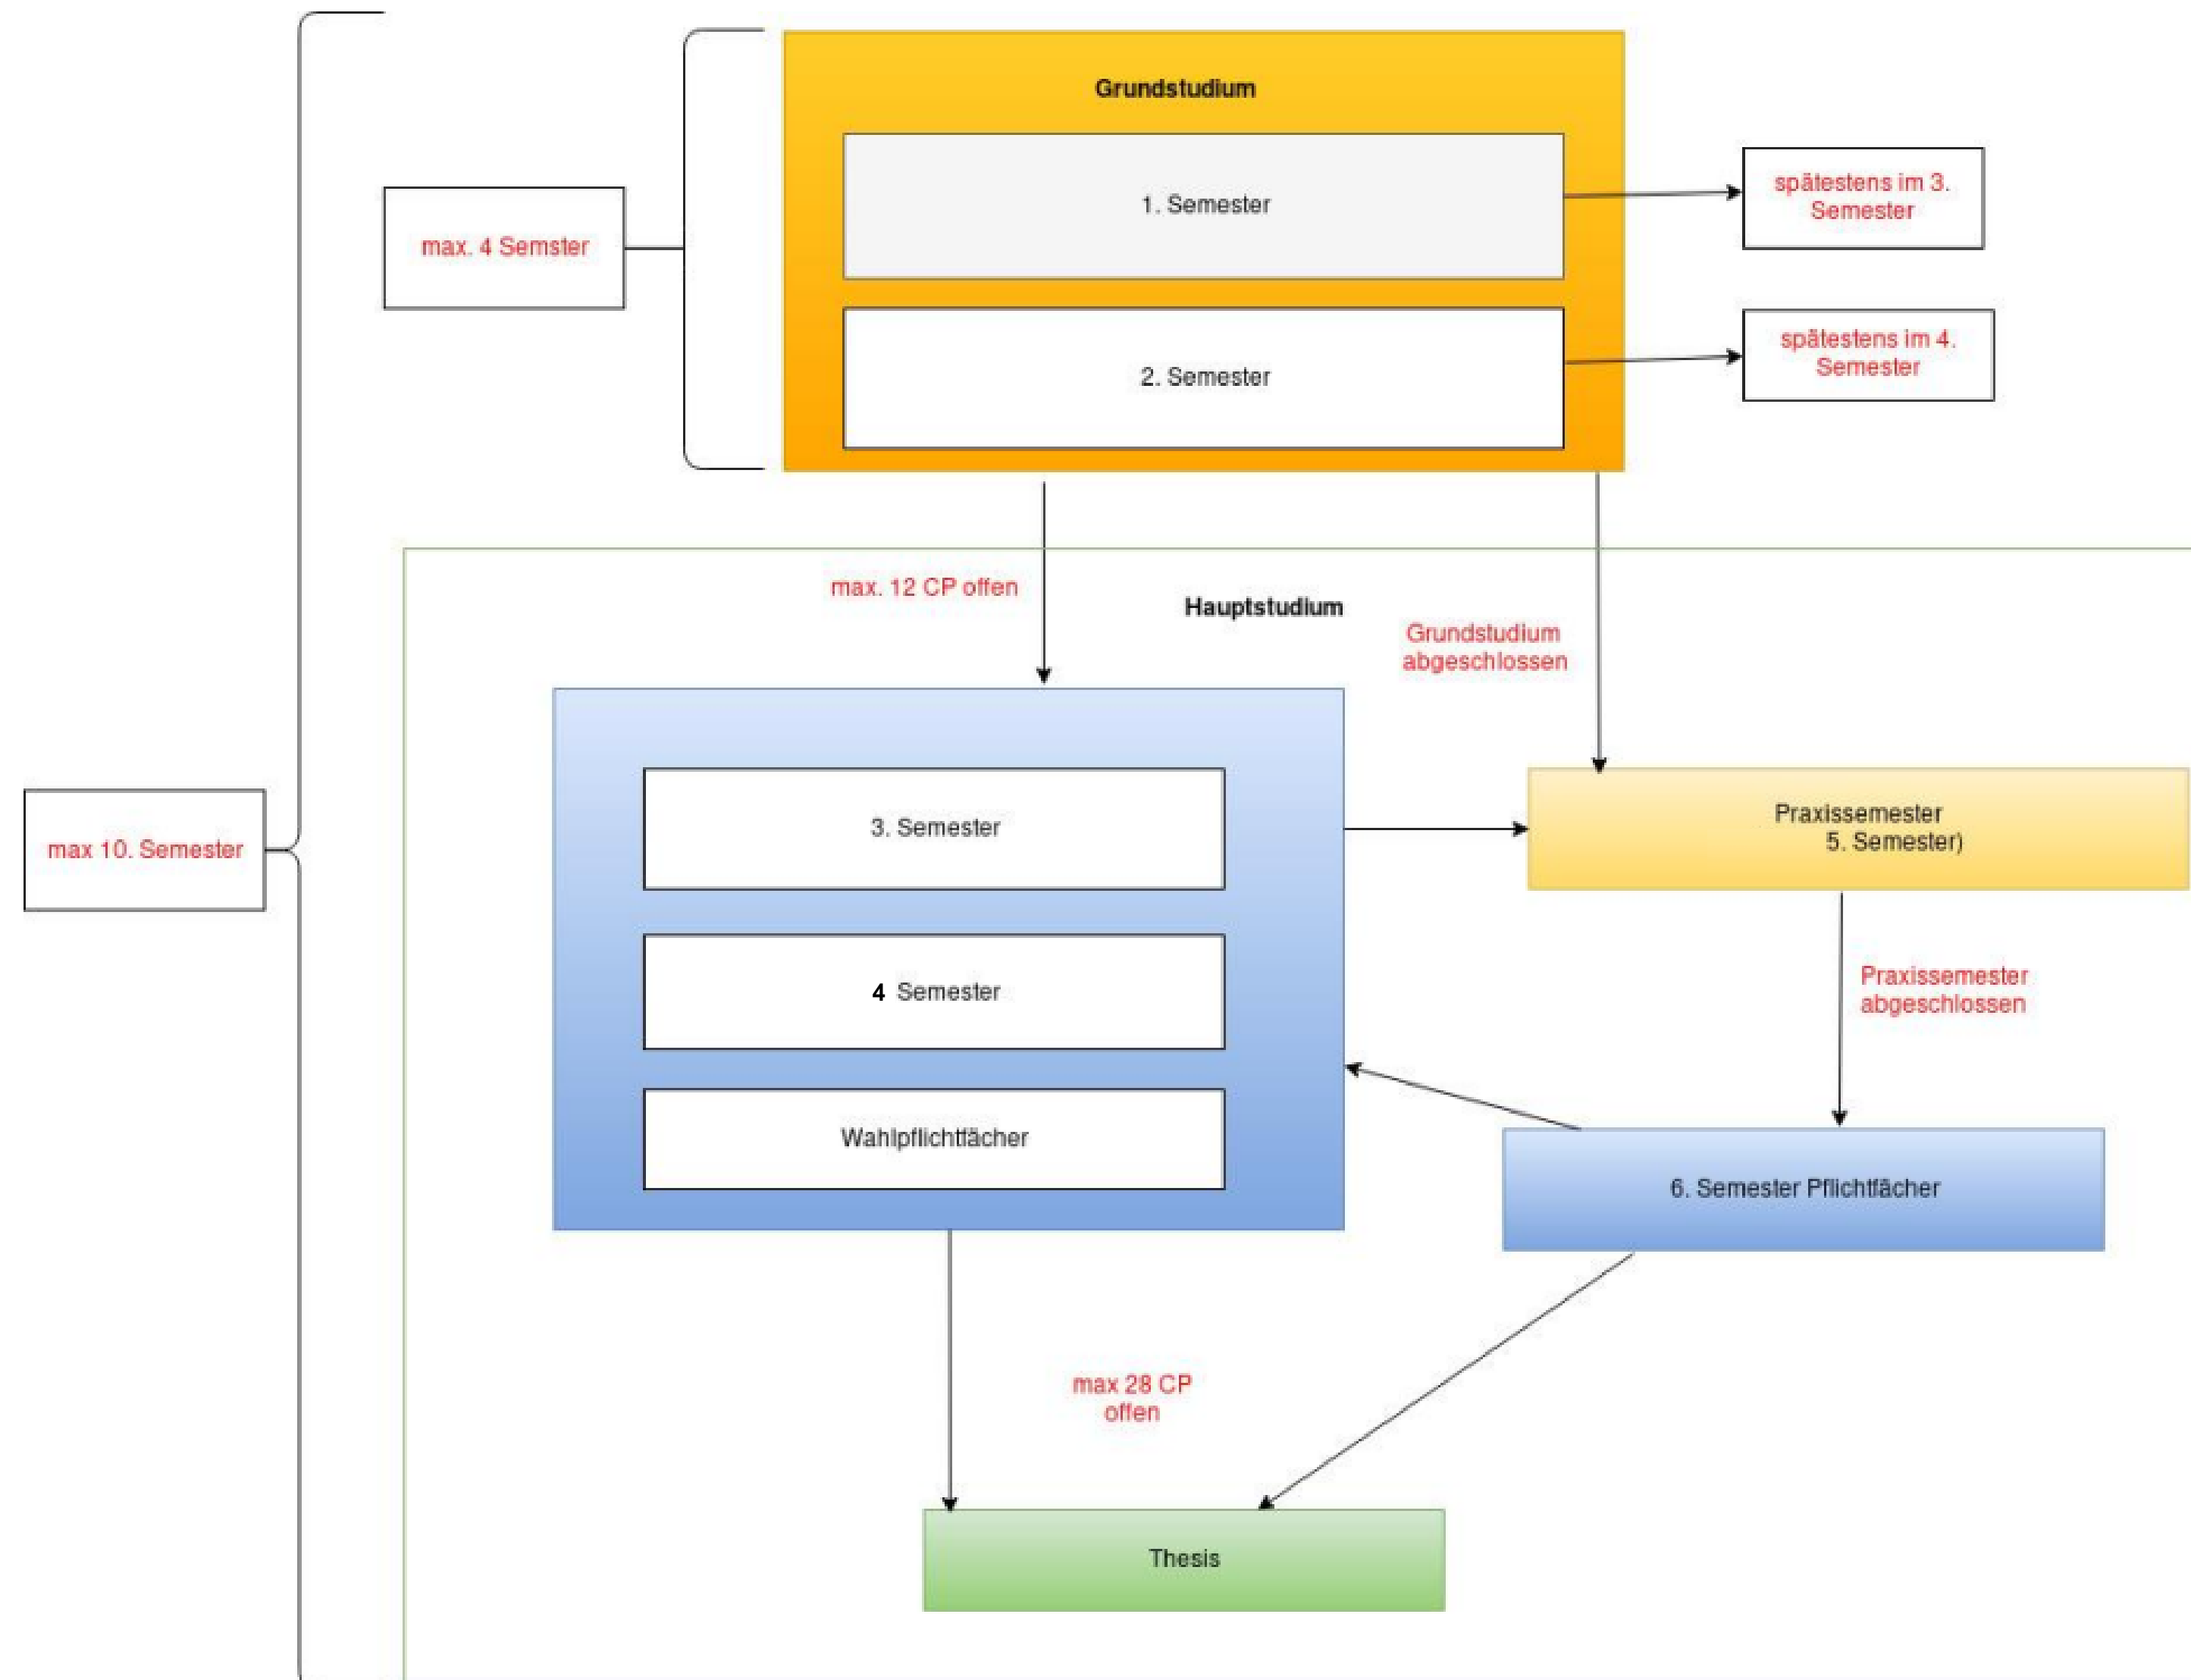 Grundstudium
1. Semester
spätestens im 3.
Semester
max. 4 Semster
2. Semester
spätestens im 4.
Semester
max. 12 CP offen
Hauptstudium
Grundstudium
abgeschlossen
3. Semester
Praxissemester
5. Semester)
max 10. Semester
4 Semester
Praxissemester
abgeschlossen
Wahlpflichtfächer
6. Semester Pflichtfächer
max 28 CP
offen
Thesis